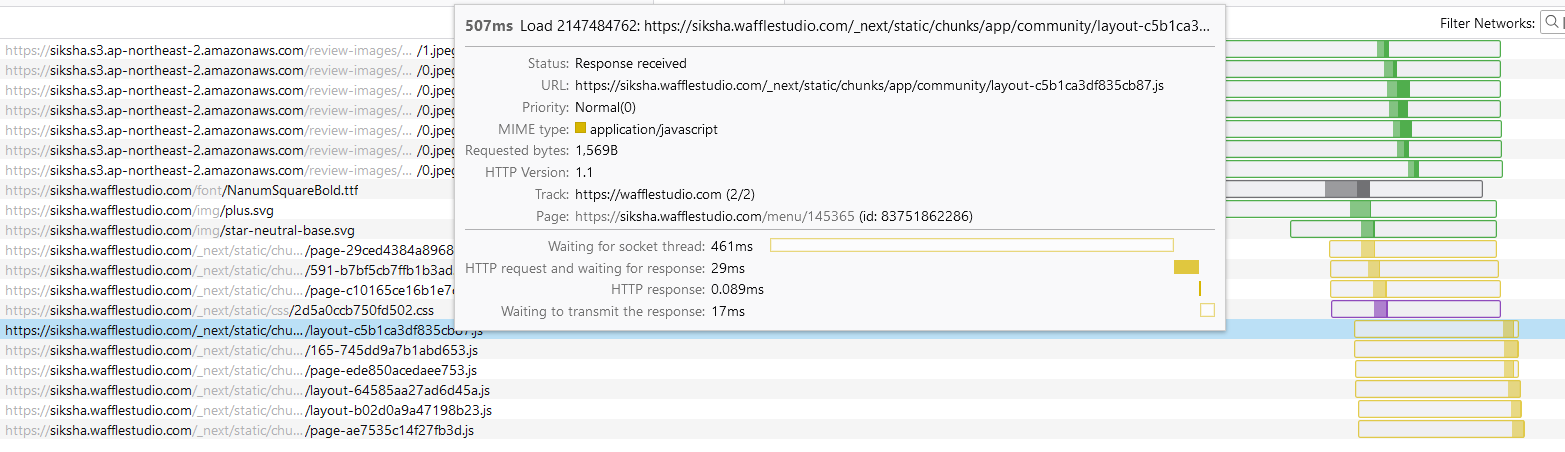 507ms Load 2147484762: https://siksha.wafflestudio.com/_next/static/chunks/app/community/layout-c5b1ca3...
Filter Networks:
https://siksha.s3.ap-northeast-2.amazonaws.com/review-images/... /1.jpeg
https://siksha.s3.ap-northeast-2.amazonaws.com/review-images/... /0.jpeg
https://siksha.s3.ap-northeast-2.amazonaws.com/review-images/... /0.jpeg
https://siksha.s3.ap-northeast-2.amazonaws.com/review-images/... /0.jpeg
https://siksha.s3.ap-northeast-2.amazonaws.com/review-images/... /0.jpeg
https://siksha.s3.ap-northeast-2.amazonaws.com/review-images/... /0.jpeg
https://siksha.s3.ap-northeast-2.amazonaws.com/review-images/... /0.jpeg
https://siksha.wafflestudio.com/font/NanumSquareBold.ttf
https://siksha.wafflestudio.com/img/plus.svg
https://siksha.wafflestudio.com/img/star-neutral-base.svg
https://siksha.wafflestudio.com/_next/static/chu... /page-29ced4384a8968
https://siksha.wafflestudio.com/_next/static/chu... /591-b7bf5cb7ffb1b3ad
https://siksha.wafflestudio.com/_next/static/chu... /page-c10165ce16b1e7
https://siksha.wafflestudio.com/_next/static/css/2d5a0ccb750fd502.css
https://siksha.wafflestudio.com/_next/static/chu... /layout-c5b1ca3df835cb87.js
https://siksha.wafflestudio.com/_next/static/chu... /165-745dd9a7b1abd653.js
https://siksha.wafflestudio.com/_next/static/chu... /page-ede850acedaee753.js
https://siksha.wafflestudio.com/_next/static/chu... /layout-64585aa27ad6d45a.js
https://siksha.wafflestudio.com/_next/static/chu... /layout-b02d0a9a47198b23.js
https://siksha.wafflestudio.com/_next/static/chu... /page-ae7535c14f27fb3d.js
Status: Response received
URL: https://siksha.wafflestudio.com/_next/static/chunks/app/community/layout-c5b1ca3df835cb87.js
Priority: Normal(0)
MIME type: application/javascript
Requested bytes: 1,569B
HTTP Version: 1.1
Track: https://wafflestudio.com (2/2)
Page: https://siksha.wafflestudio.com/menu/145365 (id: 83751862286)
Waiting for socket thread: 461ms
HTTP request and waiting for response: 29ms
HTTP response: 0.089ms
Waiting to transmit the response: 17ms